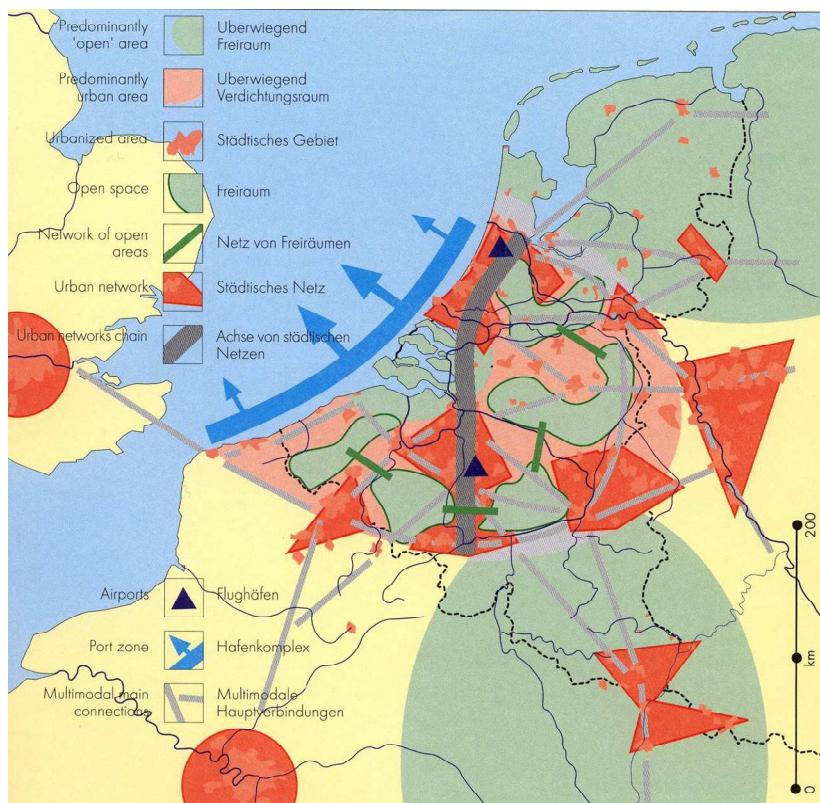 Predominantly
'open' area
Uberwiegend
Freiraum
Predominantly
urban area
Uberwiegend
Verdichtungsraum
Urbanized area
Städtisches Gebiet
Open space
Freiraum
Network of open
areas
Netz von Freiräumen
Urban network
Städtisches Netz
Urban networks chain
Achse von städtischen
Netzen
Airports
Flughäfen
Port zone
Hafenkomplex
Multimodal main
connections
Multimodale
Hauptverbindungen
200
km
0